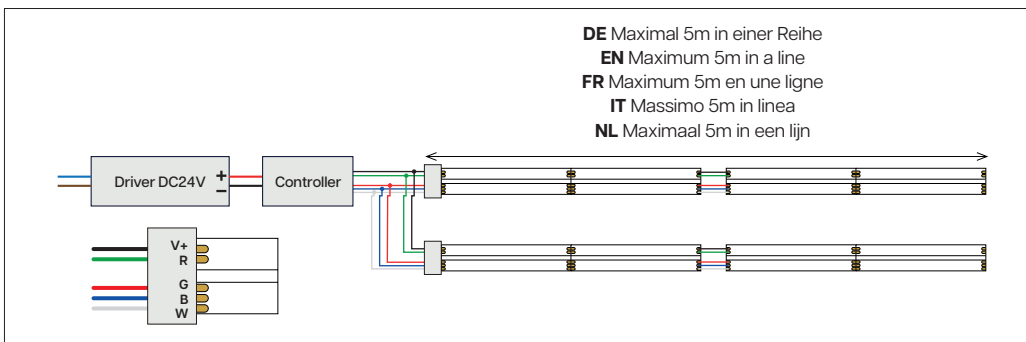 DE Maximal 5m in einer Reihe
EN Maximum 5m in a line
FR Maximum 5m en une ligne
IT Massimo 5m in linea
NL Maximaal 5m in een lijn
Driver DC24V + −
Controller
V+
R
G
B
W